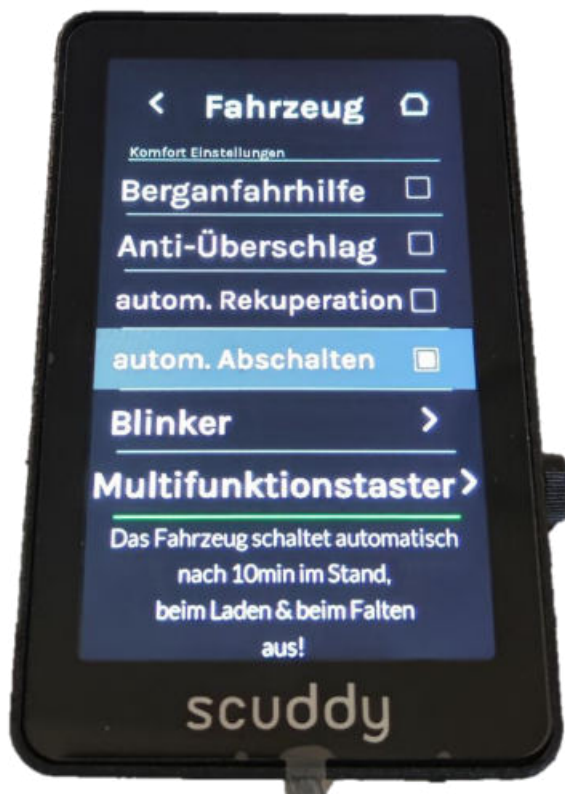 Fahrzeug
Komfort Einstellungen
Berganfahrhilfe
Anti-Überschlag
autom. Rekuperation
autom. Abschalten
Blinker
Multifunktionstaster
Das Fahrzeug schaltet automatisch
nach 10min im Stand,
beim Laden & beim Falten
aus!
scuddy